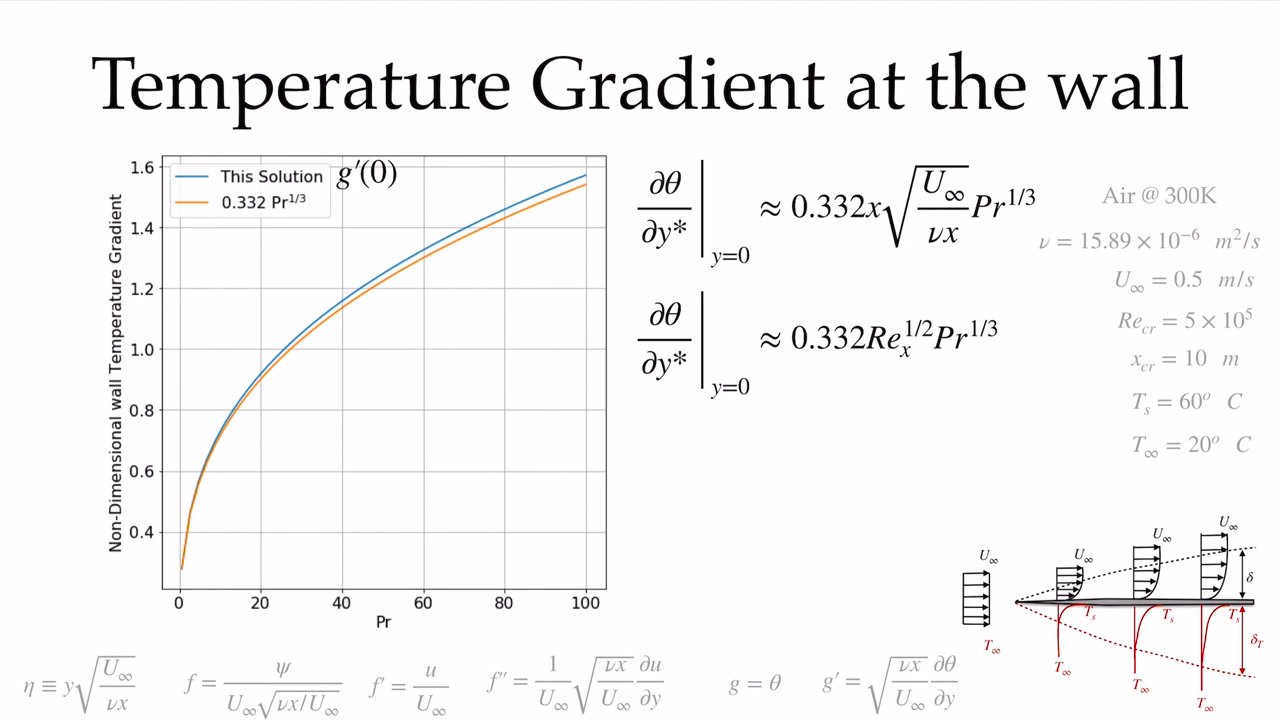 Temperature Gradient at the wall
This Solution
0.332 Pr^{1/3}
g′(0)
Non-Dimensional wall Temperature Gradient
1.6
1.4
1.2
1.0
0.8
0.6
0.4
0 20 40 60 80 100
Pr
∂θ/∂y*|_{y=0} ≈ 0.332x√(U∞/νx)Pr^{1/3}
∂θ/∂y*|_{y=0} ≈ 0.332Re_x^{1/2}Pr^{1/3}
Air @ 300K
ν = 15.89 × 10^{−6} m²/s
U∞ = 0.5 m/s
Re_{cr} = 5 × 10⁵
x_{cr} = 10 m
T_s = 60° C
T∞ = 20° C
U∞ U∞ U∞ U∞
δ
T_s T_s T_s
T∞ T∞ T∞ T∞
δ_T
η ≡ y√(U∞/νx)
f = ψ/(U∞√(νx/U∞))
f′ = u/U∞
f″ = 1/U∞ √(νx/U∞) ∂u/∂y
g = θ
g′ = √(νx/U∞) ∂θ/∂y